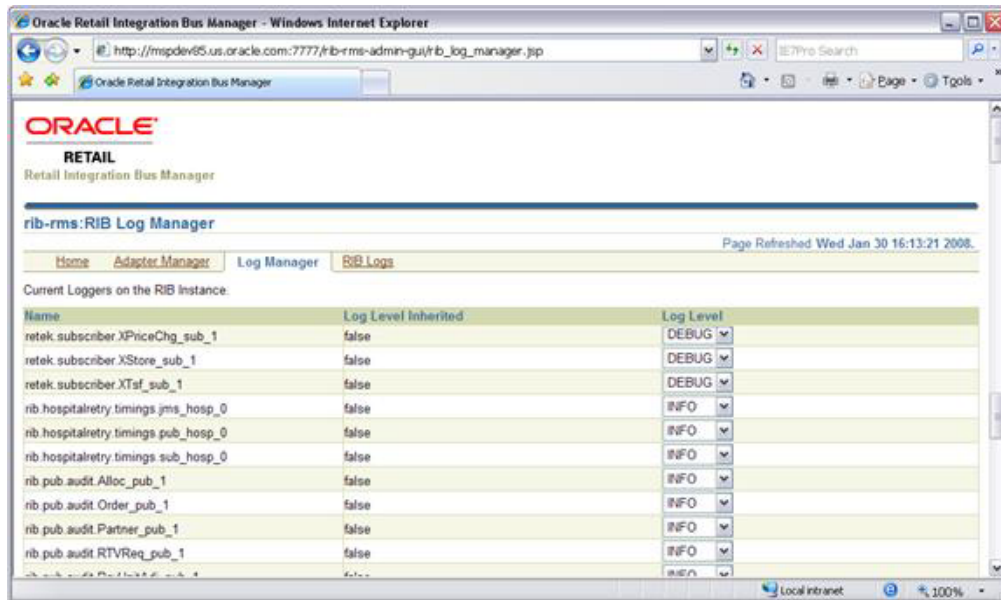 Oracle Retail Integration Bus Manager - Windows Internet Explorer
http://mspdev85.us.oracle.com:7777/rib-rms-admin-gui/rib_log_manager.jsp
IE7Pro Search
Oracle Retail Integration Bus Manager
Page
Tools
ORACLE
RETAIL
Retail Integration Bus Manager
rib-rms:RIB Log Manager
Page Refreshed Wed Jan 30 16:13:21 2008.
Home Adapter Manager Log Manager RIB Logs
Current Loggers on the RIB Instance.
Name Log Level Inherited Log Level
retek.subscriber.XPriceChg_sub_1 false DEBUG
retek.subscriber.XStore_sub_1 false DEBUG
retek.subscriber.XTsf_sub_1 false DEBUG
rib.hospitalretry.timings.jms_hosp_0 false INFO
rib.hospitalretry.timings.pub_hosp_0 false INFO
rib.hospitalretry.timings.sub_hosp_0 false INFO
rib.pub.audit.Alloc_pub_1 false INFO
rib.pub.audit.Order_pub_1 false INFO
rib.pub.audit.Partner_pub_1 false INFO
rib.pub.audit.RTVReq_pub_1 false INFO
Local intranet 100%